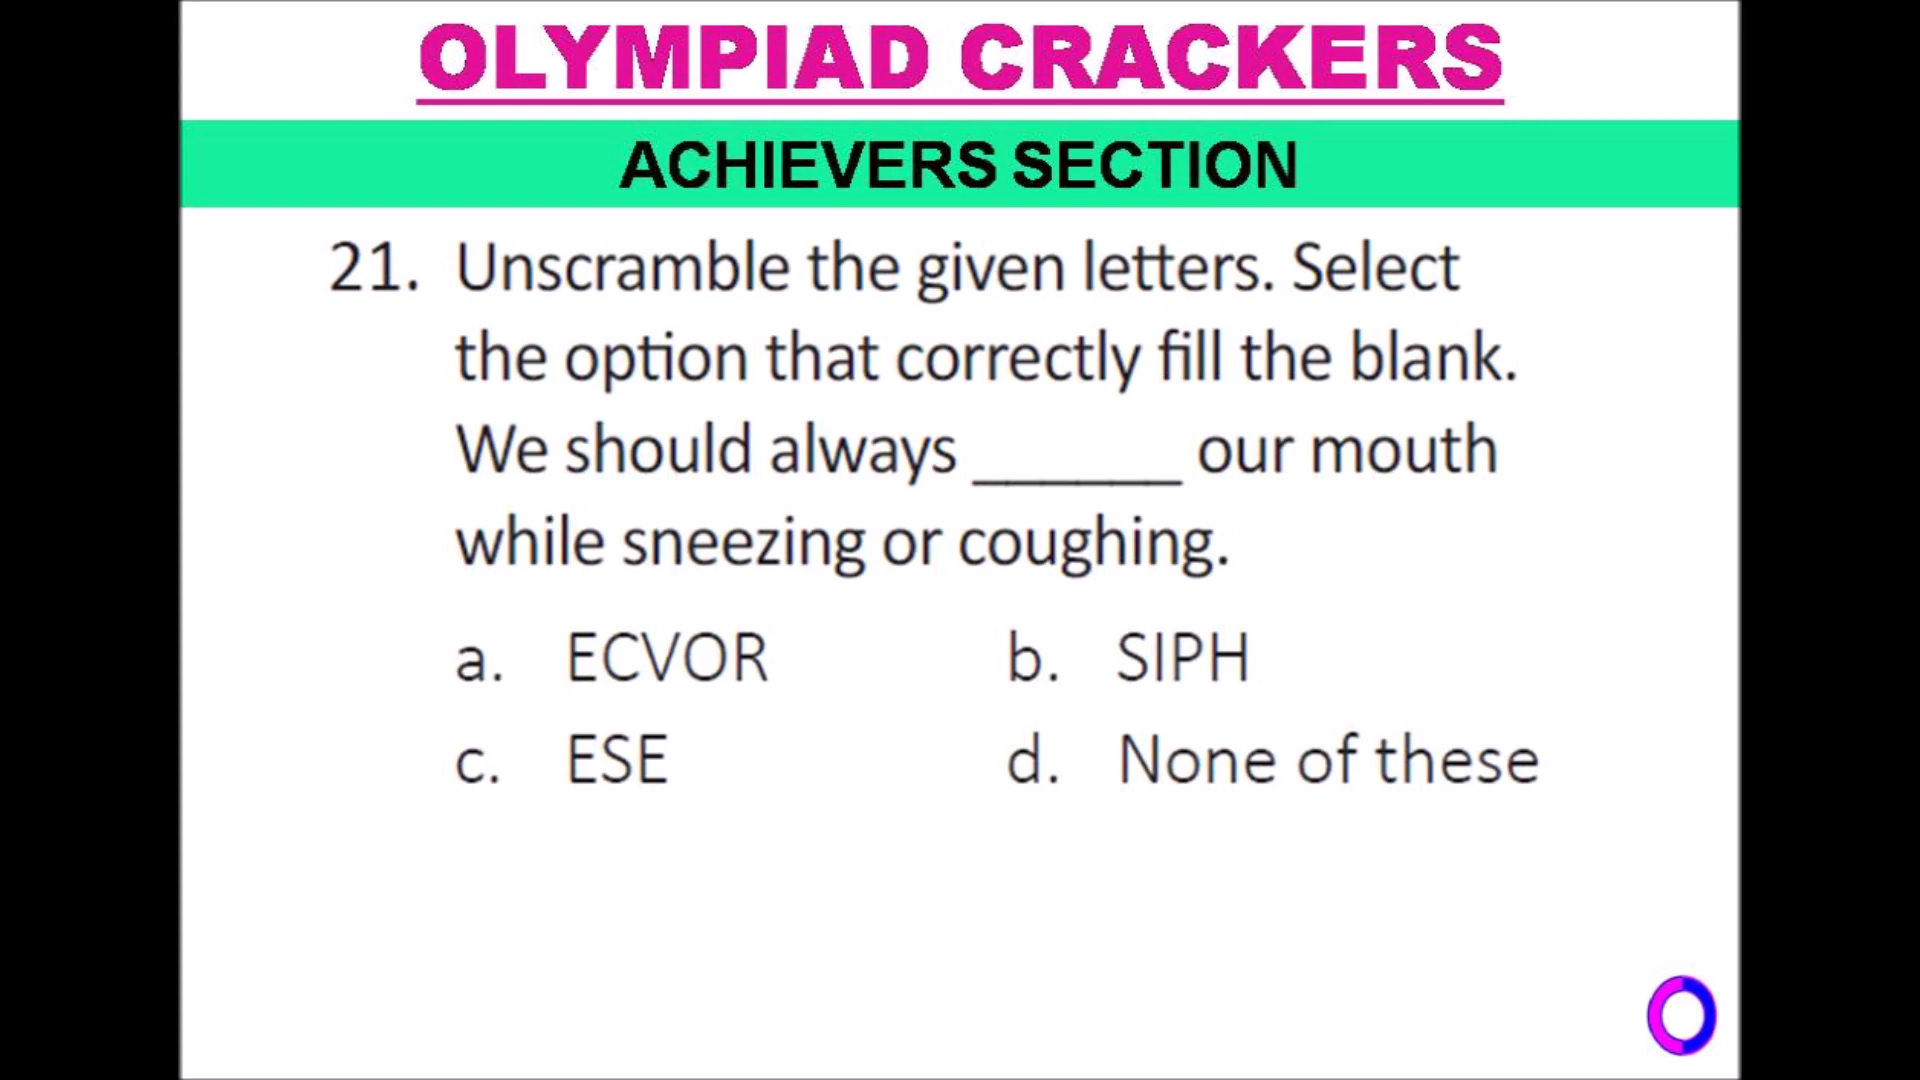 OLYMPIAD CRACKERS
ACHIEVERS SECTION
21. Unscramble the given letters. Select
the option that correctly fill the blank.
We should always ______ our mouth
while sneezing or coughing.
a. ECVOR b. SIPH
c. ESE d. None of these